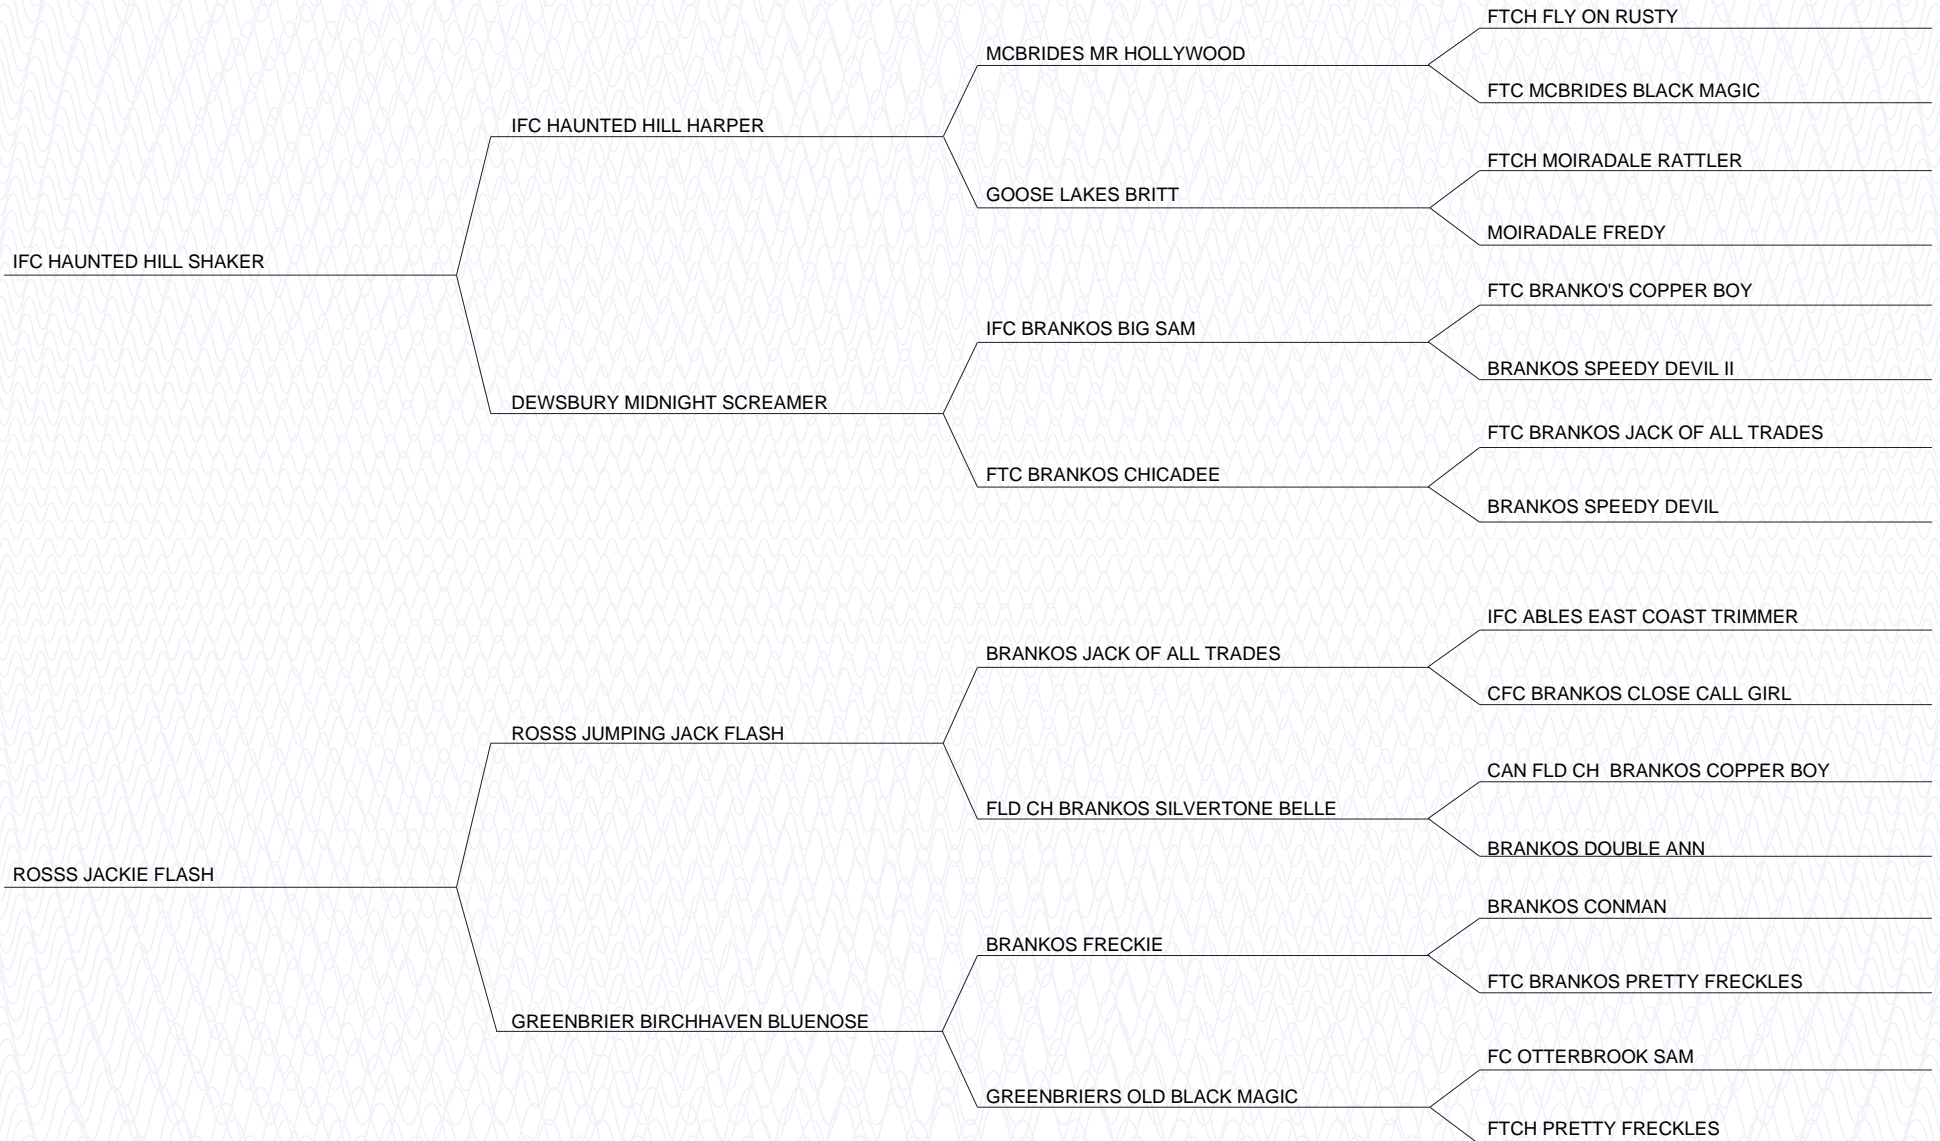 FTCH FLY ON RUSTY
MCBRIDES MR HOLLYWOOD
FTC MCBRIDES BLACK MAGIC
IFC HAUNTED HILL HARPER
FTCH MOIRADALE RATTLER
GOOSE LAKES BRITT
MOIRADALE FREDY
IFC HAUNTED HILL SHAKER
FTC BRANKO'S COPPER BOY
IFC BRANKOS BIG SAM
BRANKOS SPEEDY DEVIL II
DEWSBURY MIDNIGHT SCREAMER
FTC BRANKOS JACK OF ALL TRADES
FTC BRANKOS CHICADEE
BRANKOS SPEEDY DEVIL
IFC ABLES EAST COAST TRIMMER
BRANKOS JACK OF ALL TRADES
CFC BRANKOS CLOSE CALL GIRL
ROSSS JUMPING JACK FLASH
CAN FLD CH  BRANKOS COPPER BOY
FLD CH BRANKOS SILVERTONE BELLE
BRANKOS DOUBLE ANN
ROSSS JACKIE FLASH
BRANKOS CONMAN
BRANKOS FRECKIE
FTC BRANKOS PRETTY FRECKLES
GREENBRIER BIRCHHAVEN BLUENOSE
FC OTTERBROOK SAM
GREENBRIERS OLD BLACK MAGIC
FTCH PRETTY FRECKLES